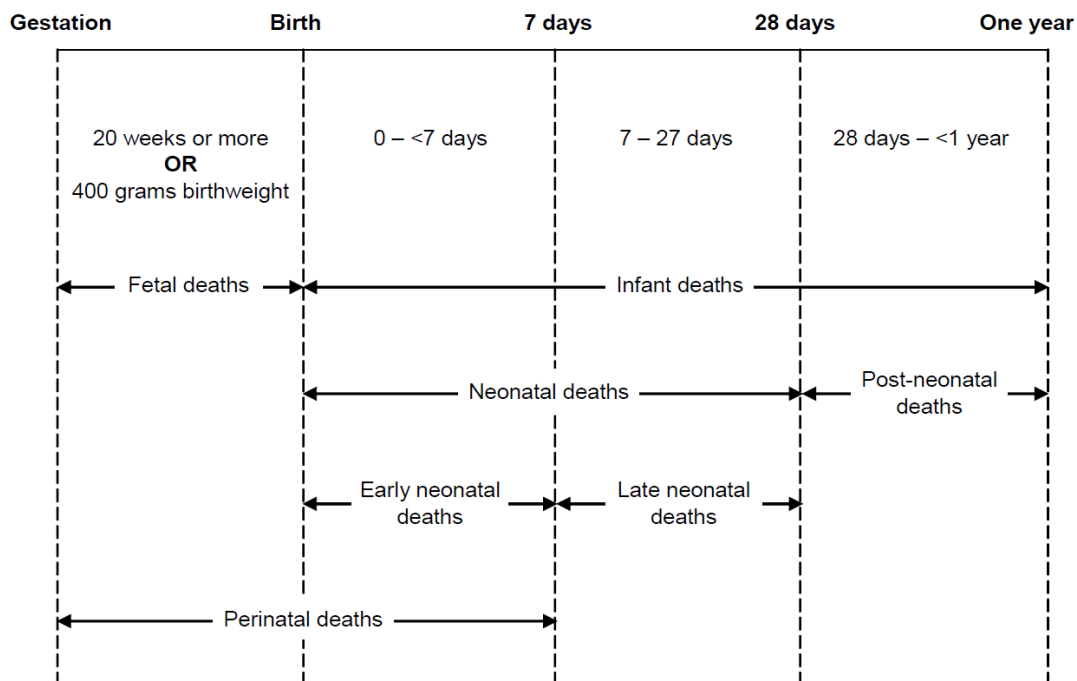 Gestation
Birth
7 days
28 days
One year
20 weeks or more
OR
400 grams birthweight
0 – <7 days
7 – 27 days
28 days – <1 year
Fetal deaths
Infant deaths
Neonatal deaths
Post-neonatal
deaths
Early neonatal
deaths
Late neonatal
deaths
Perinatal deaths